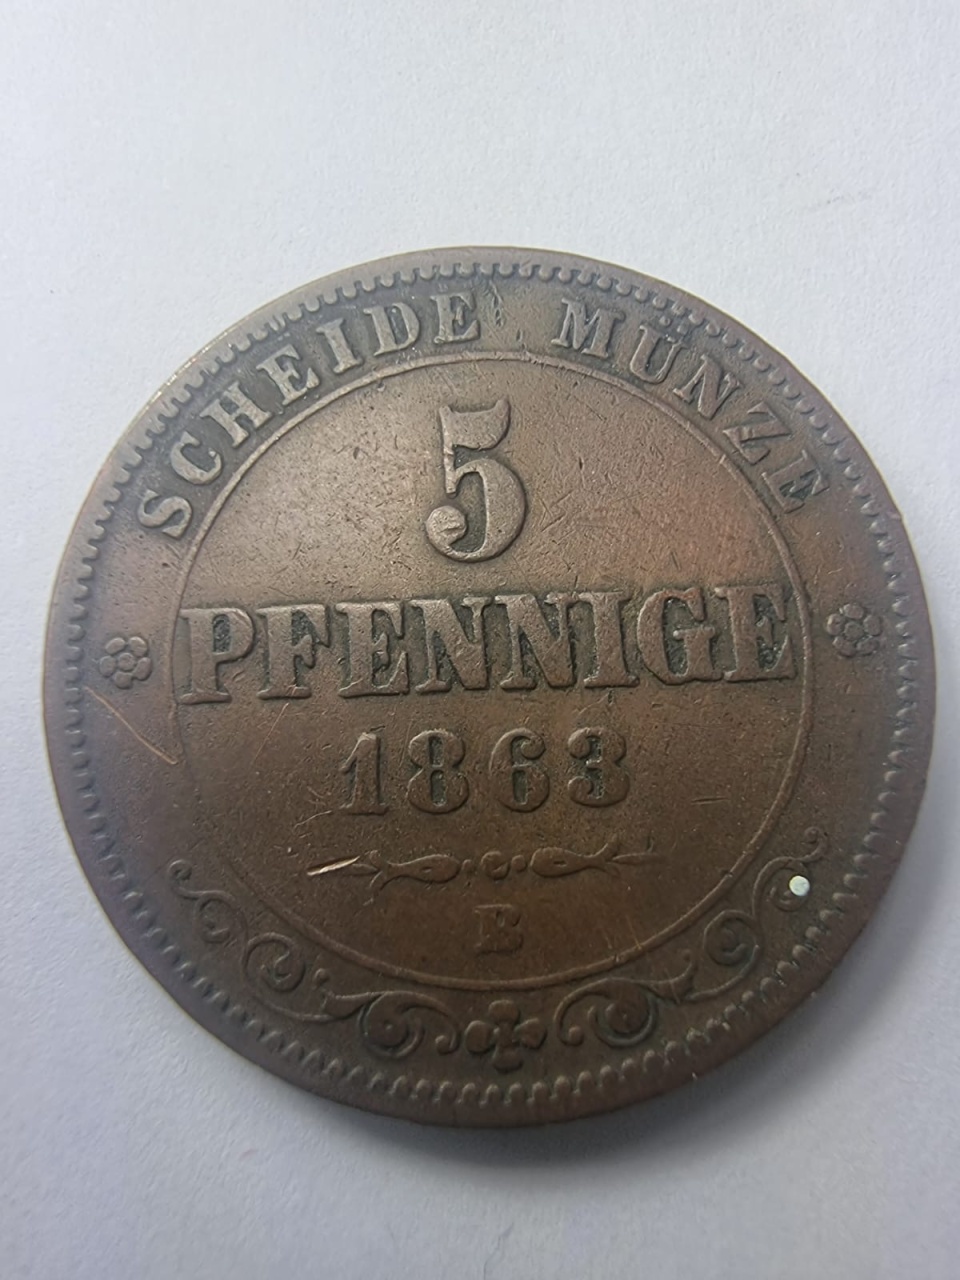 SCHEIDE MÜNZE
5
PFENNIGE
1863
B